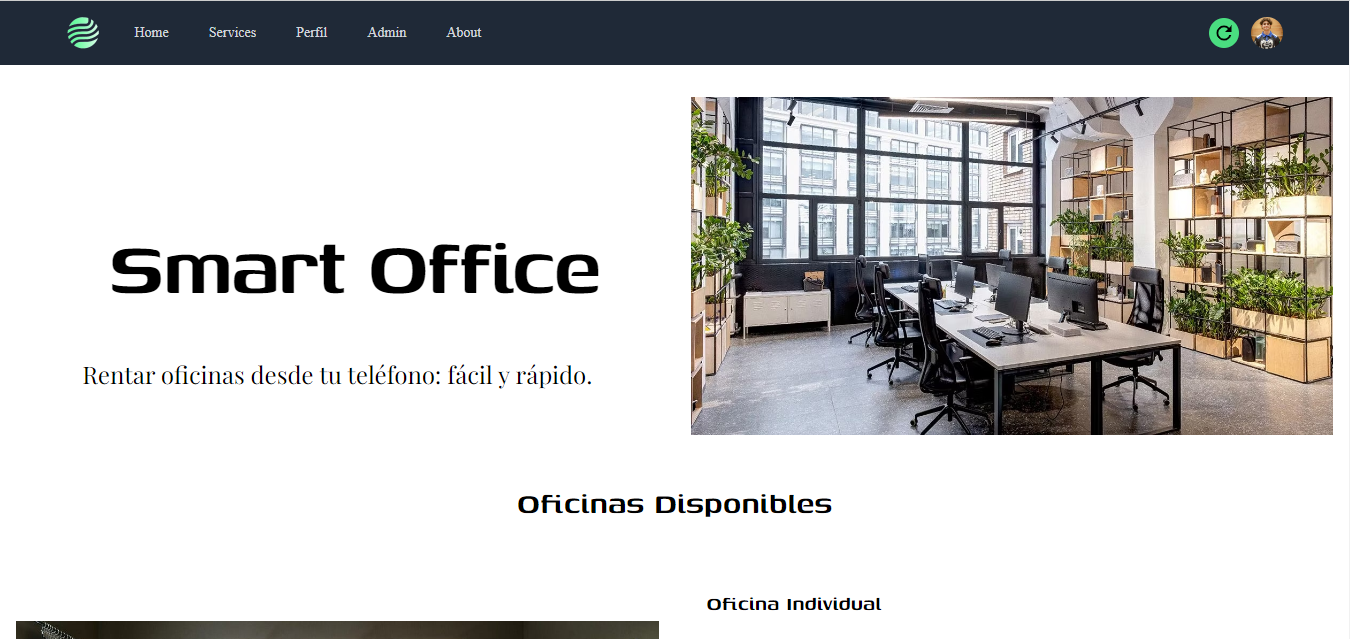 Home Services Perfil Admin About
Smart Office
Rentar oficinas desde tu teléfono: fácil y rápido.
Oficinas Disponibles
Oficina Individual